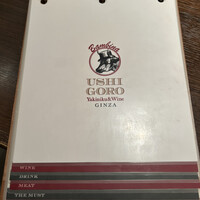 Bambina
USHI
GORO
Yakiniku & Wine
GINZA
WINE
DRINK
MEAT
THE MUST